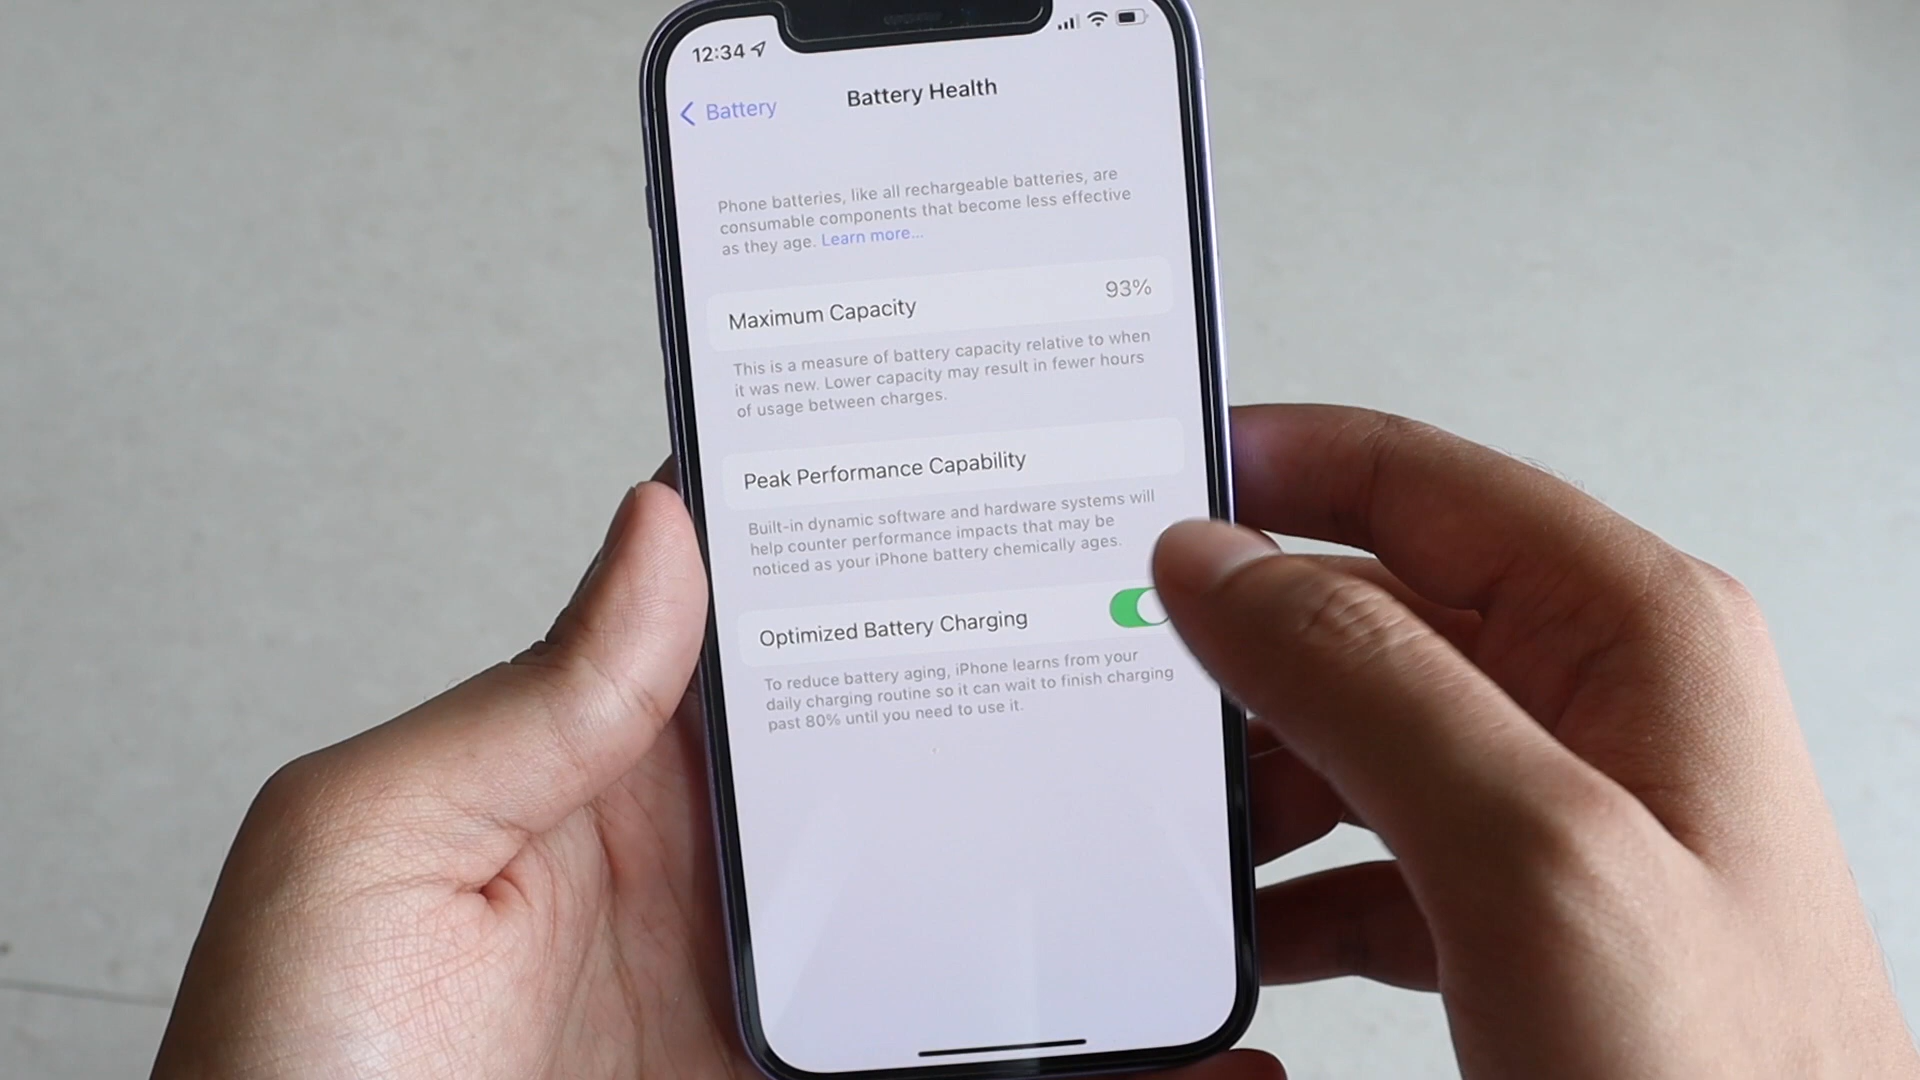 12:34
Battery
Battery Health
Phone batteries, like all rechargeable batteries, are
consumable components that become less effective
as they age. Learn more...
Maximum Capacity 93%
This is a measure of battery capacity relative to when
it was new. Lower capacity may result in fewer hours
of usage between charges.
Peak Performance Capability
Built-in dynamic software and hardware systems will
help counter performance impacts that may be
noticed as your iPhone battery chemically ages.
Optimized Battery Charging
To reduce battery aging, iPhone learns from your
daily charging routine so it can wait to finish charging
past 80% until you need to use it.